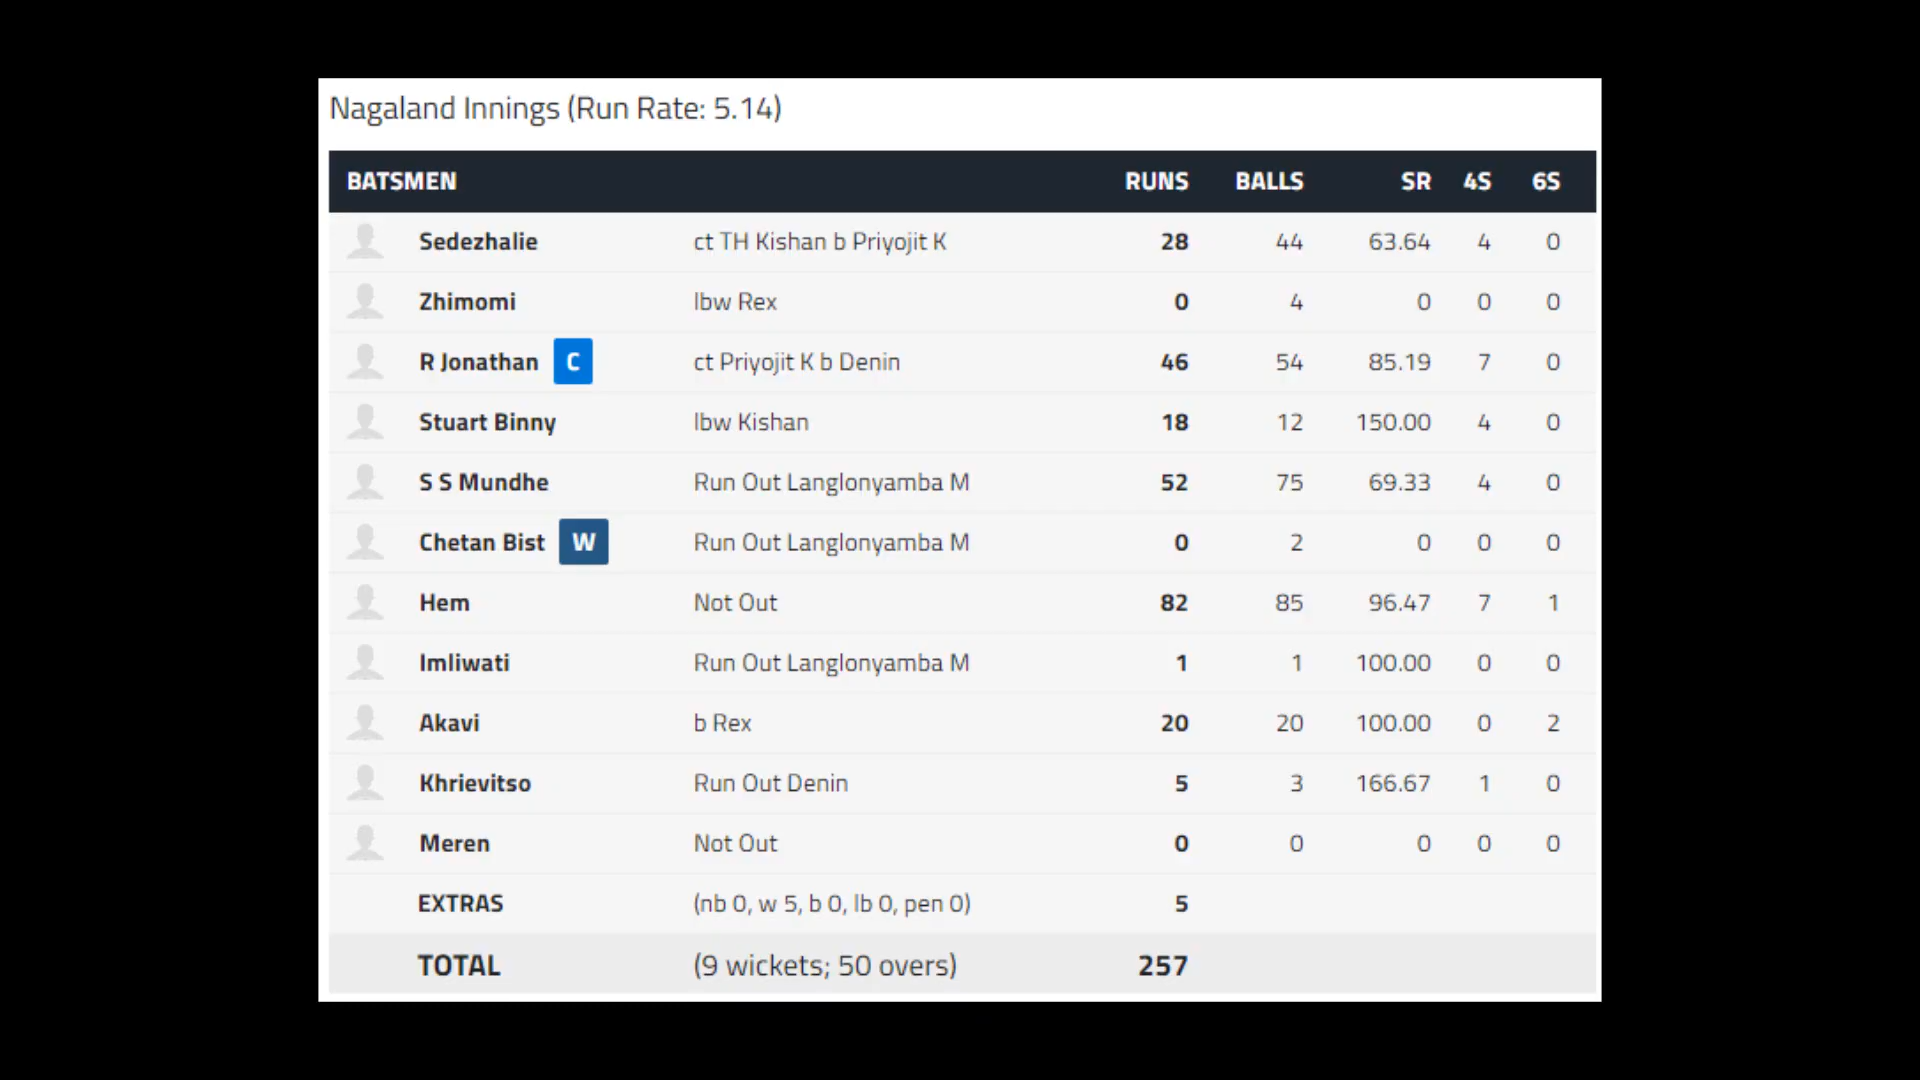 Nagaland Innings (Run Rate: 5.14)
BATSMEN RUNS BALLS SR 4S 6S
Sedezhalie ct TH Kishan b Priyojit K 28 44 63.64 4 0
Zhimomi lbw Rex 0 4 0 0 0
R Jonathan C ct Priyojit K b Denin 46 54 85.19 7 0
Stuart Binny lbw Kishan 18 12 150.00 4 0
S S Mundhe Run Out Langlonyamba M 52 75 69.33 4 0
Chetan Bist W Run Out Langlonyamba M 0 2 0 0 0
Hem Not Out 82 85 96.47 7 1
Imliwati Run Out Langlonyamba M 1 1 100.00 0 0
Akavi b Rex 20 20 100.00 0 2
Khrievitso Run Out Denin 5 3 166.67 1 0
Meren Not Out 0 0 0 0 0
EXTRAS (nb 0, w 5, b 0, lb 0, pen 0) 5
TOTAL (9 wickets; 50 overs) 257